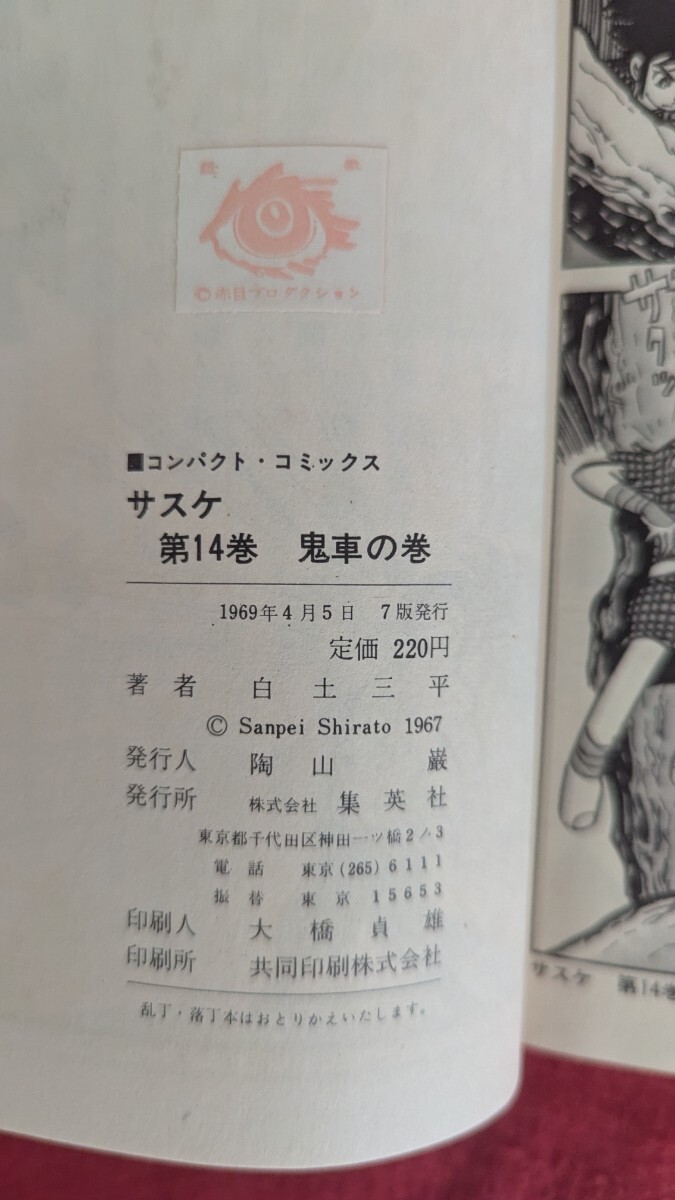 ©赤目プロダクション
■コンパクト・コミックス
サスケ
第14巻 鬼車の巻
1969年4月5日 7版発行
定価 220円
著者 白土三平
© Sanpei Shirato 1967
発行人 陶山巌
発行所 株式会社 集英社
東京都千代田区神田一ツ橋2/3
電話 東京(265)6111
振替 東京 15653
印刷人 大橋貞雄
印刷所 共同印刷株式会社
乱丁・落丁本はおとりかえいたします。
サスケ 第14巻